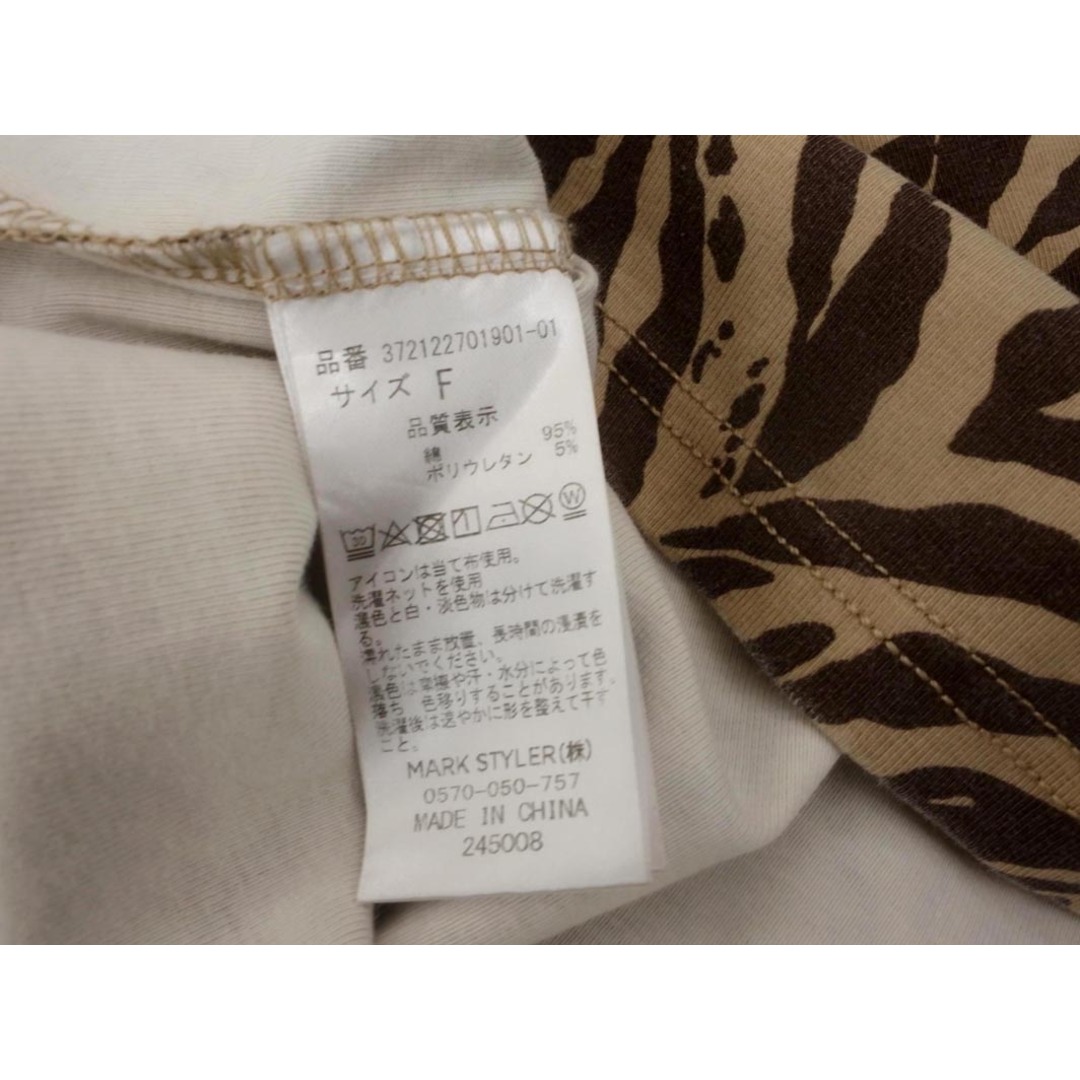 品番 372122701901-01
サイズ F
品質表示
綿 95%
ポリウレタン 5%
30 W
アイコンは当て布使用。
洗濯ネットを使用
濃色と白・淡色物は分けて洗濯す
る。
濡れたまま放置、長時間の浸漬を
しないでください。
濃色は摩擦や汗・水分によって色
落ち 色移りすることがあります。
洗濯後は速やかに形を整えて干す
こと。
MARK STYLER(株)
0570-050-757
MADE IN CHINA
245008